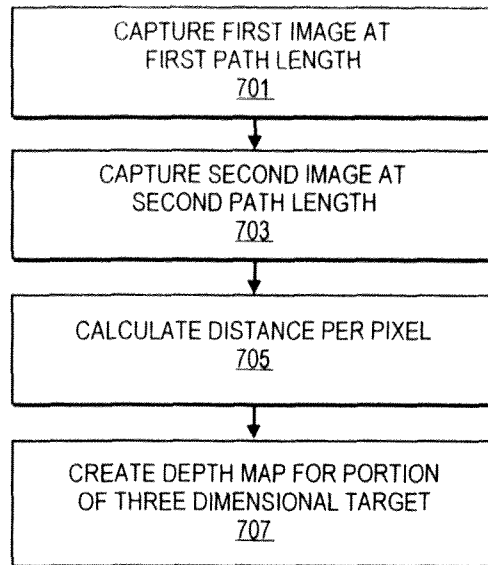 CAPTURE FIRST IMAGE AT
FIRST PATH LENGTH
701
CAPTURE SECOND IMAGE AT
SECOND PATH LENGTH
703
CALCULATE DISTANCE PER PIXEL
705
CREATE DEPTH MAP FOR PORTION
OF THREE DIMENSIONAL TARGET
707